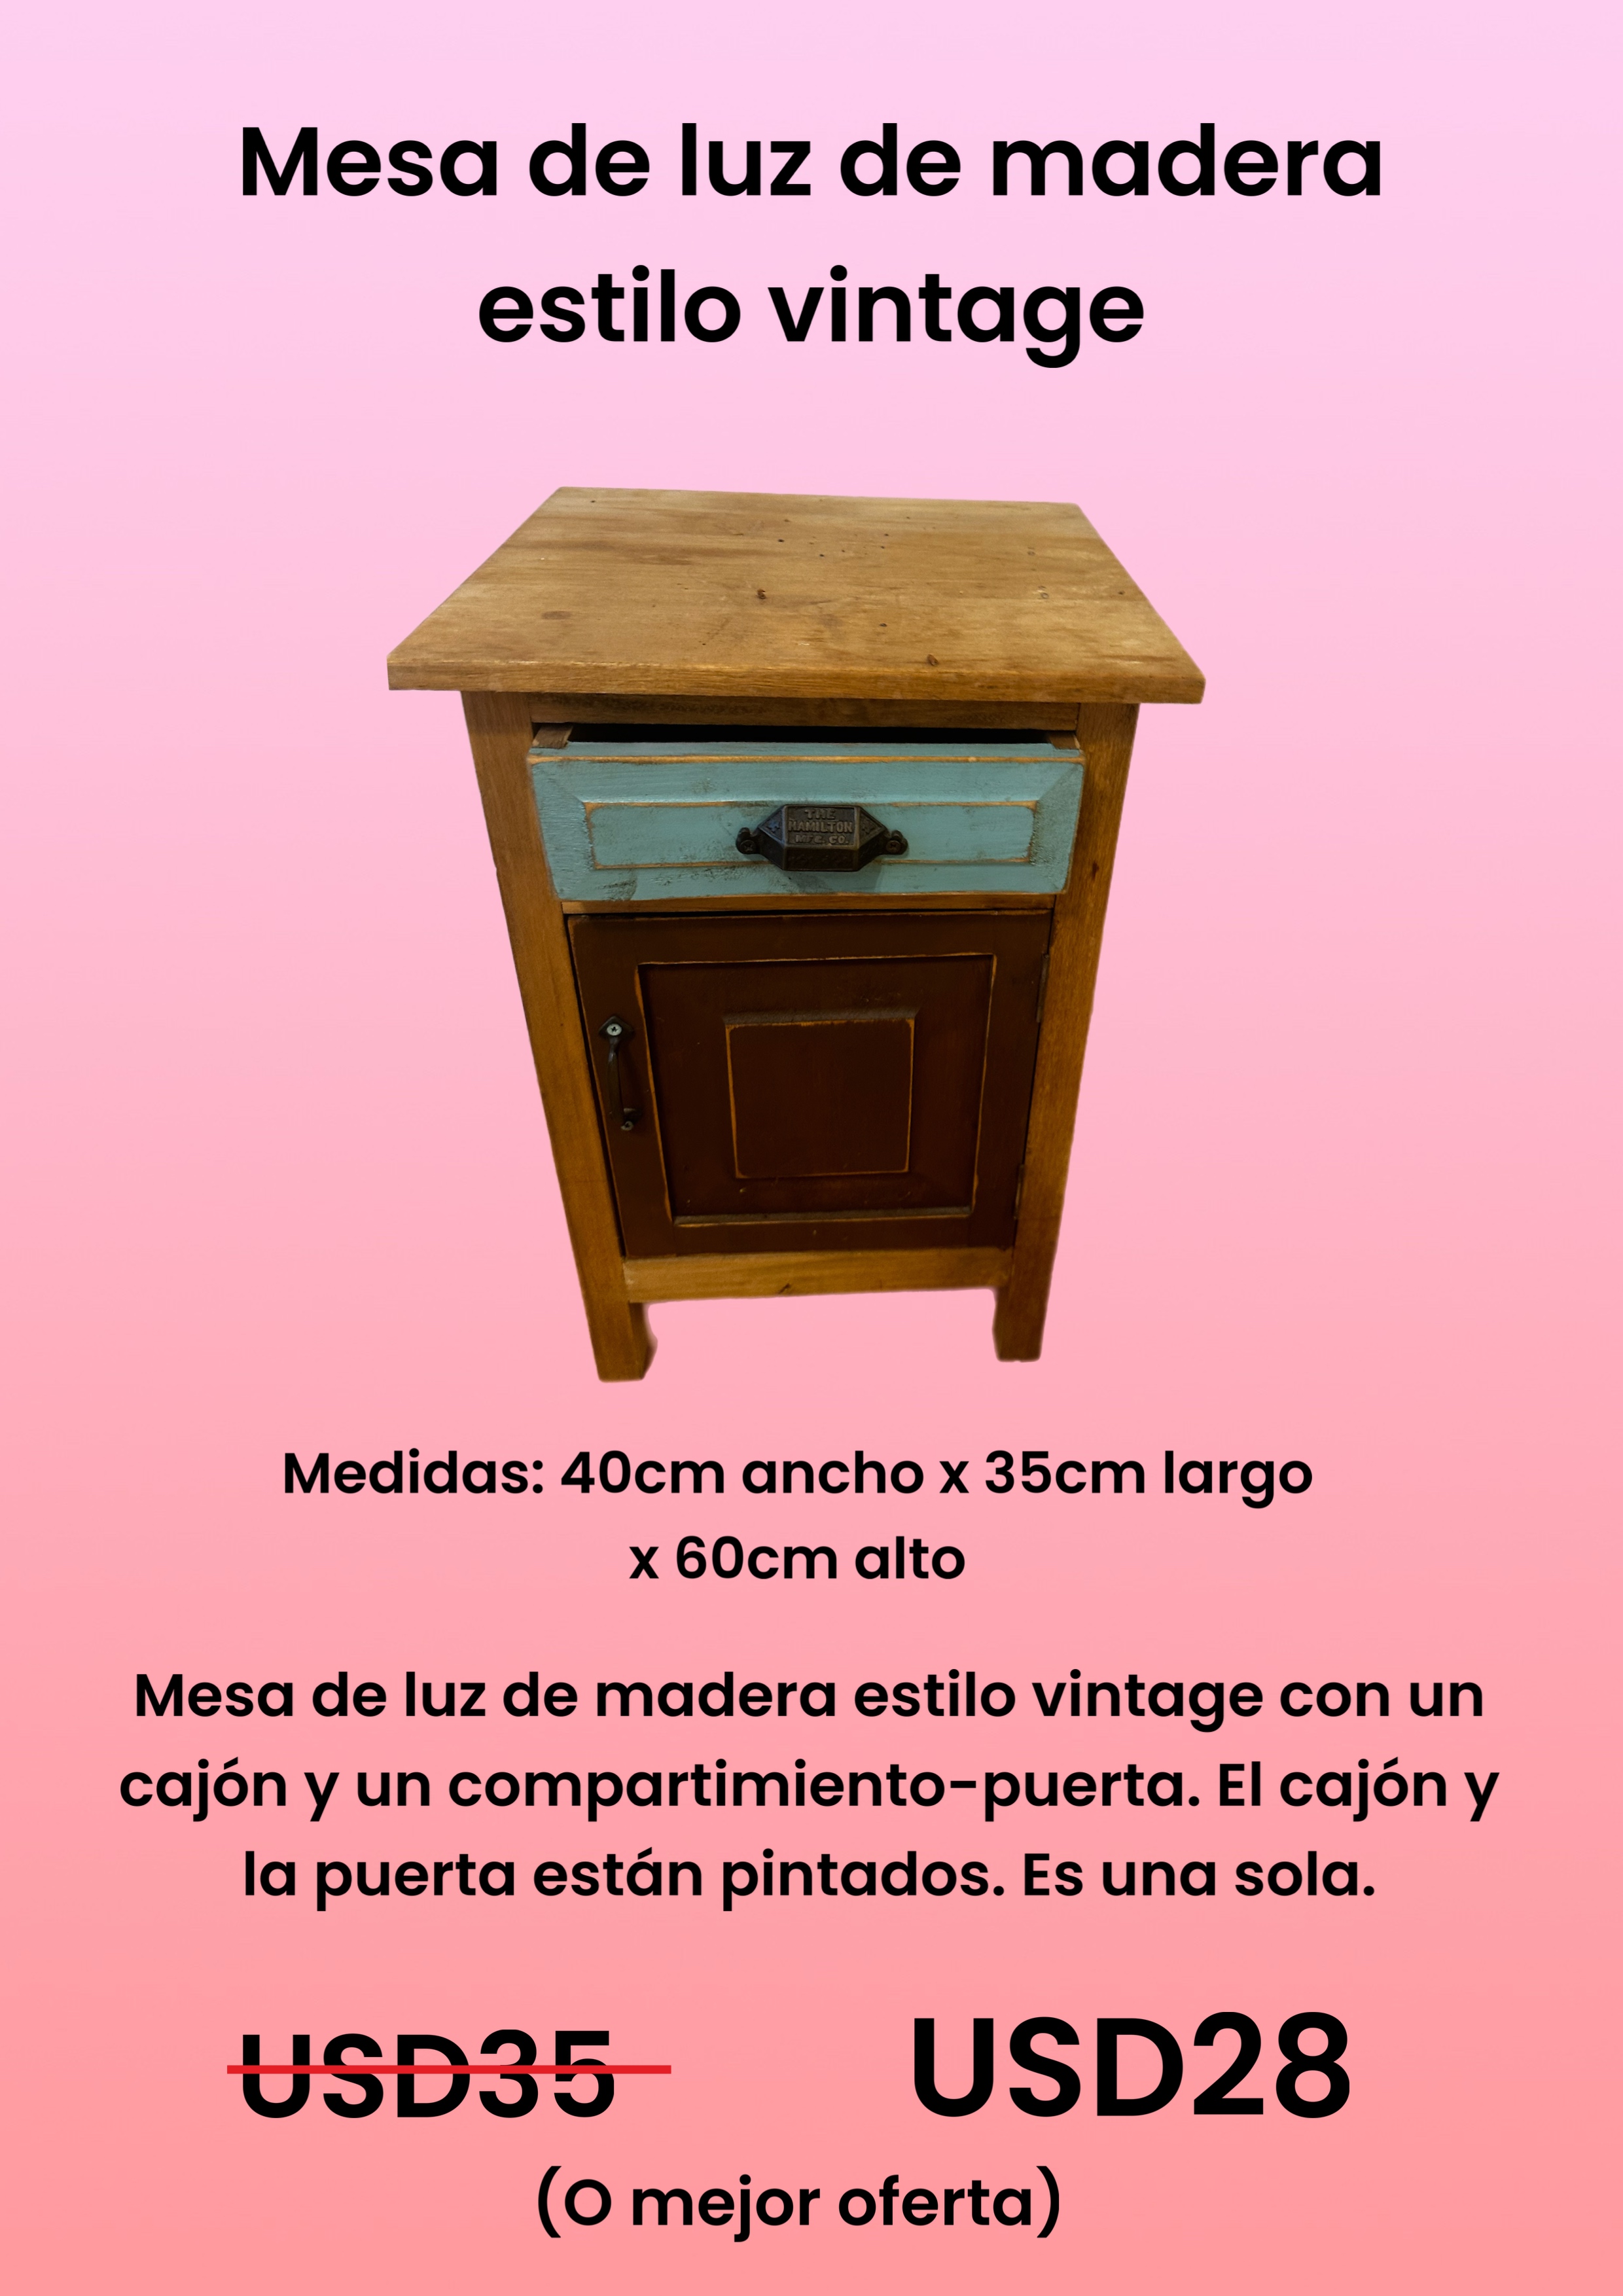 Mesa de luz de madera
estilo vintage
THE
HAMILTON
MFG. CO.
Medidas: 40cm ancho x 35cm largo
x 60cm alto
Mesa de luz de madera estilo vintage con un
cajón y un compartimiento-puerta. El cajón y
la puerta están pintados. Es una sola.
USD35
USD28
(O mejor oferta)